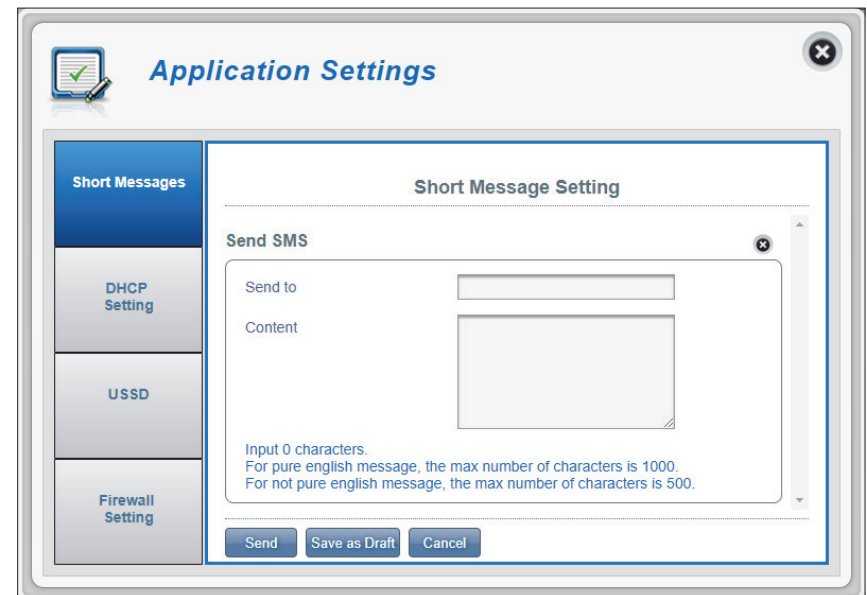 Application Settings
Short Messages
DHCP
Setting
USSD
Firewall
Setting
Short Message Setting
Send SMS
Send to
Content
Input 0 characters.
For pure english message, the max number of characters is 1000.
For not pure english message, the max number of characters is 500.
Send
Save as Draft
Cancel